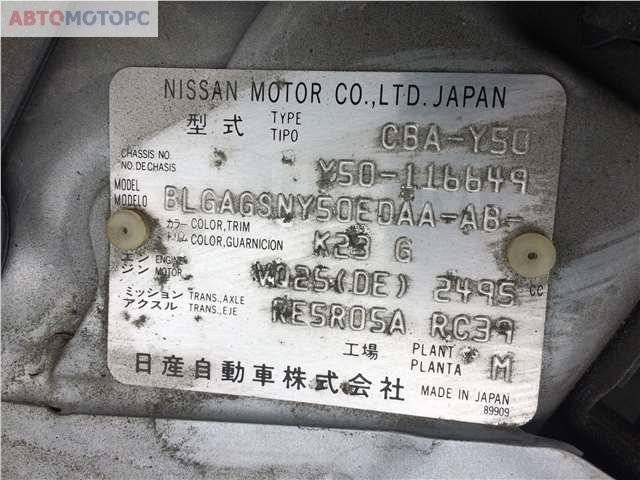 АВТОМОТОРС
NISSAN MOTOR CO.,LTD. JAPAN
型式 TYPE TIPO CBA-Y50
CHASSIS NO. NO. DE CHASIS Y50-116649
MODEL MODELO BLGAGSNY50EDAA-AB-
カラー COLOR,TRIM
トリム COLOR,GUARNICION K23 G
エンジン ENGINE MOTOR VQ25(DE) 2495 cc
ミッション TRANS.,AXLE
アクスル TRANS.,EJE RE5R05A RC39
工場 PLANT PLANTA M
日産自動車株式会社 MADE IN JAPAN
89909